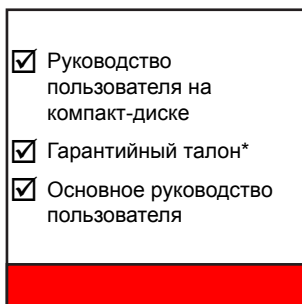 Руководство
пользователя на
компакт-диске
Гарантийный талон*
Основное руководство
пользователя